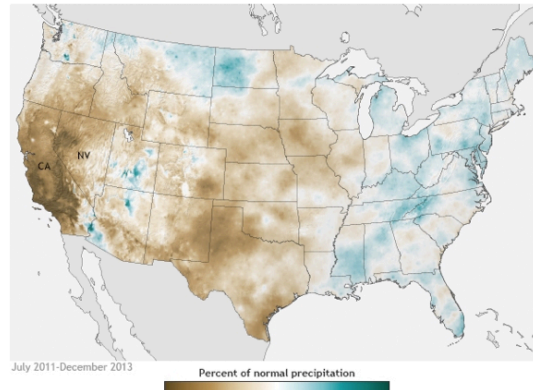 CA
NV
July 2011-December 2013
Percent of normal precipitation